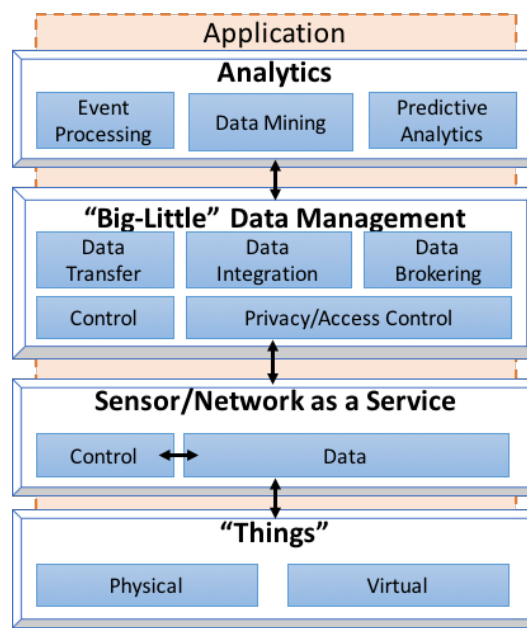 Application
Analytics
Event
Processing
Data Mining
Predictive
Analytics
“Big-Little” Data Management
Data
Transfer
Data
Integration
Data
Brokering
Control
Privacy/Access Control
Sensor/Network as a Service
Control
Data
“Things”
Physical
Virtual